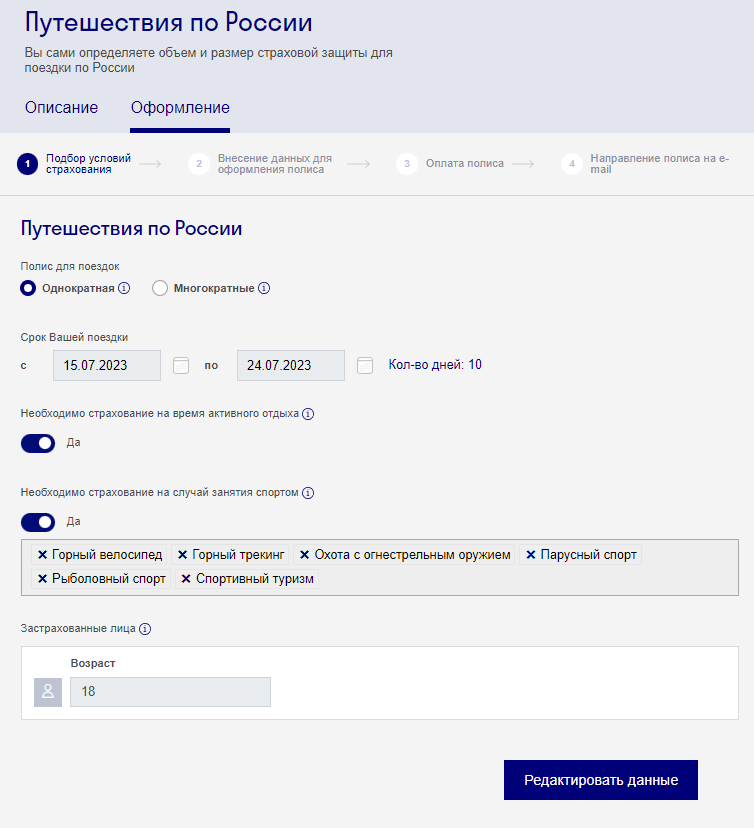 Путешествия по России
Вы сами определяете объем и размер страховой защиты для
поездки по России
Описание Оформление
1 Подбор условий страхования
2 Внесение данных для оформления полиса
3 Оплата полиса
4 Направление полиса на e-mail
Путешествия по России
Полис для поездок
Однократная Многократные
Срок Вашей поездки
с 15.07.2023 по 24.07.2023 Кол-во дней: 10
Необходимо страхование на время активного отдыха
Да
Необходимо страхование на случай занятия спортом
Да
× Горный велосипед × Горный трекинг × Охота с огнестрельным оружием × Парусный спорт
× Рыболовный спорт × Спортивный туризм
Застрахованные лица
Возраст
18
Редактировать данные